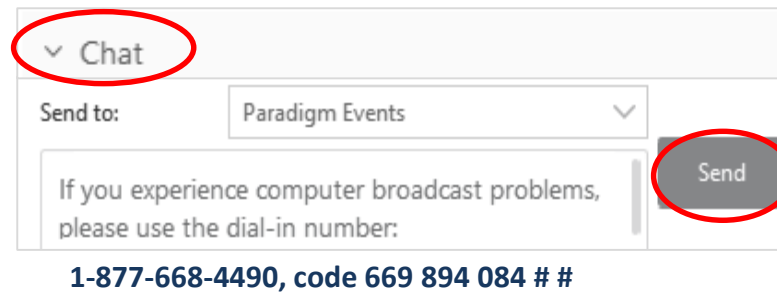 Chat
Send to:
Paradigm Events
Send
If you experience computer broadcast problems,
please use the dial-in number:
1-877-668-4490, code 669 894 084 # #